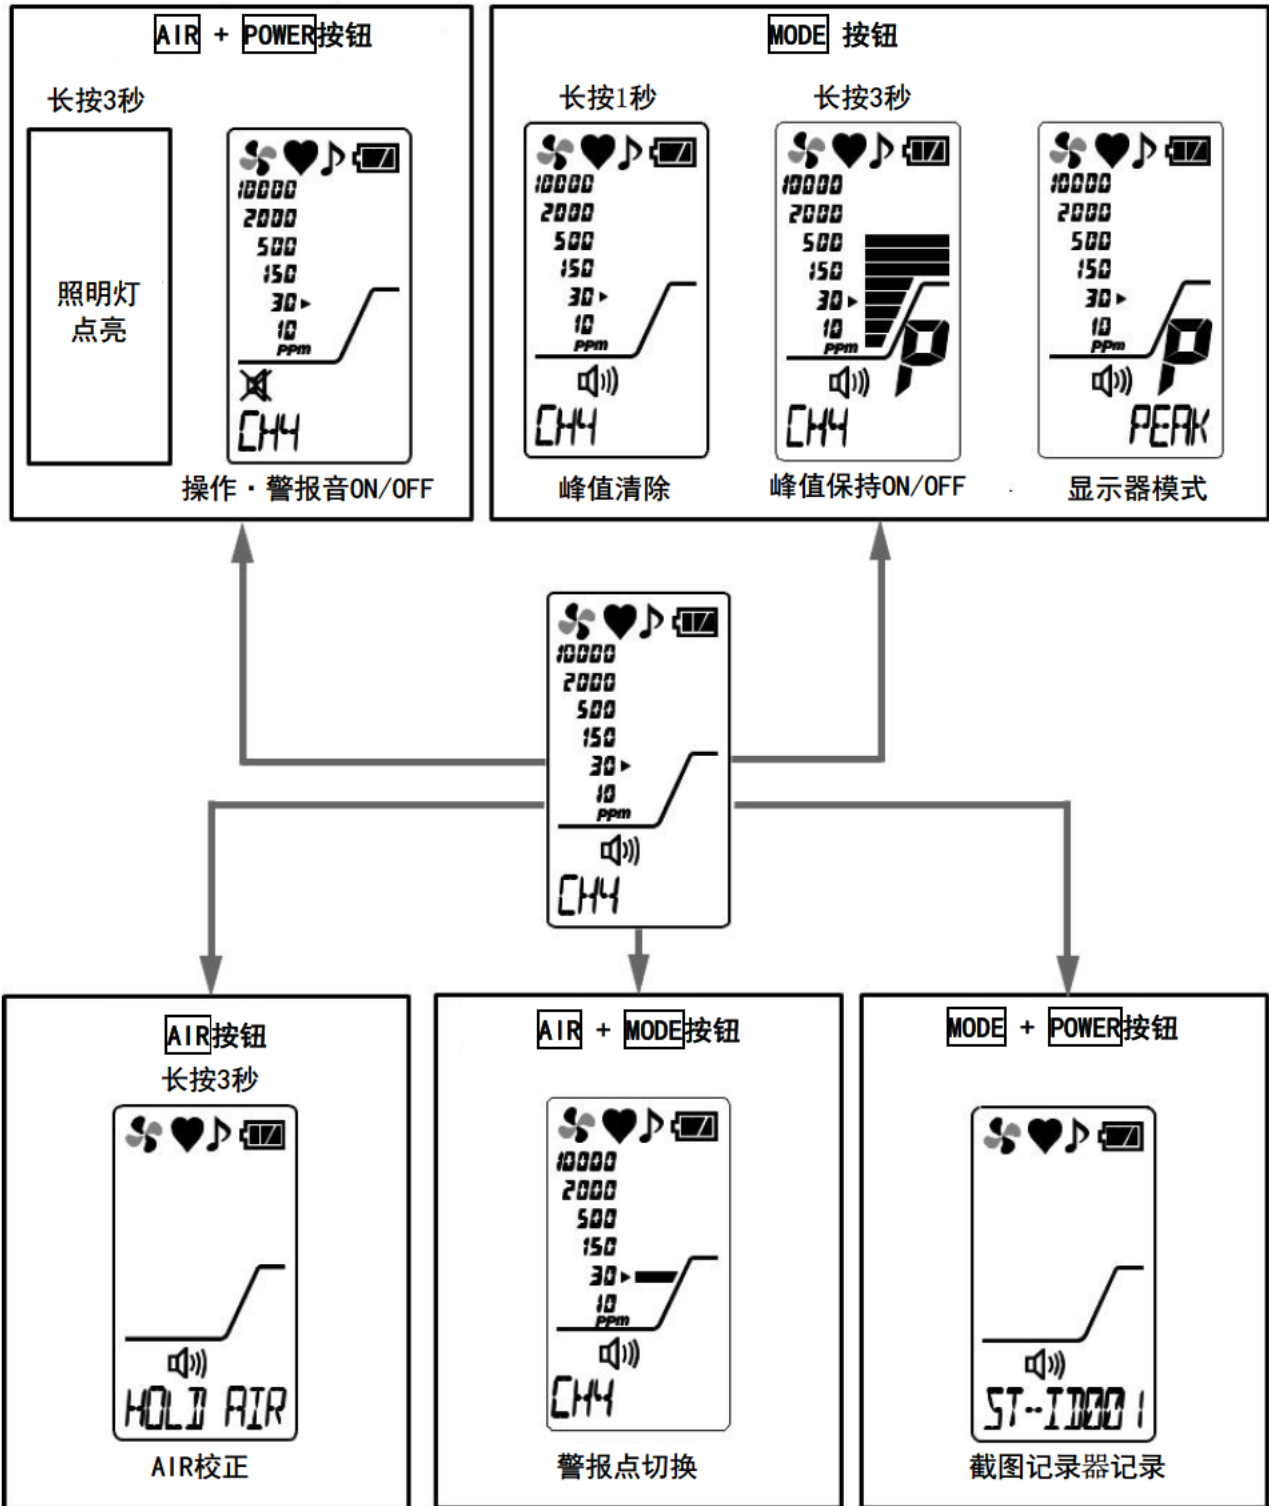 AIR + POWER按钮
长按3秒
照明灯
点亮
10000
2000
500
150
30
10
PPm
CH4
操作·警报音ON/OFF
MODE 按钮
长按1秒
10000
2000
500
150
30
10
PPm
CH4
峰值清除
长按3秒
10000
2000
500
150
30
10
PPm
P
CH4
峰值保持ON/OFF
10000
2000
500
150
30
10
PPm
P
PEAK
显示器模式
10000
2000
500
150
30
10
PPm
CH4
AIR按钮
长按3秒
HOLD AIR
AIR校正
AIR + MODE按钮
10000
2000
500
150
30
10
PPm
CH4
警报点切换
MODE + POWER按钮
ST-ID001
截图记录器记录